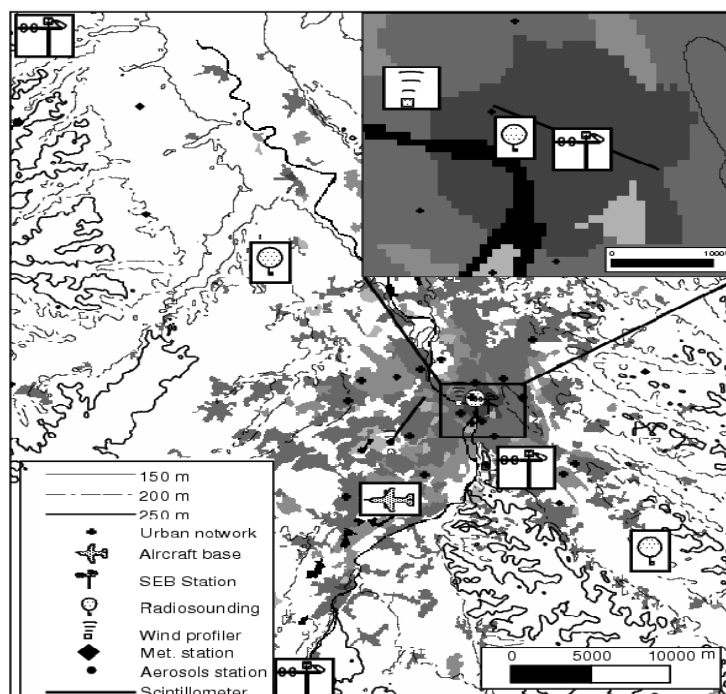 0 1000
150 m
200 m
250 m
Urban notwork
Aircraft base
SEB Station
Radiosounding
Wind profiler
Met. station
Aerosols station
Scintillometer
0 5000 10000 m